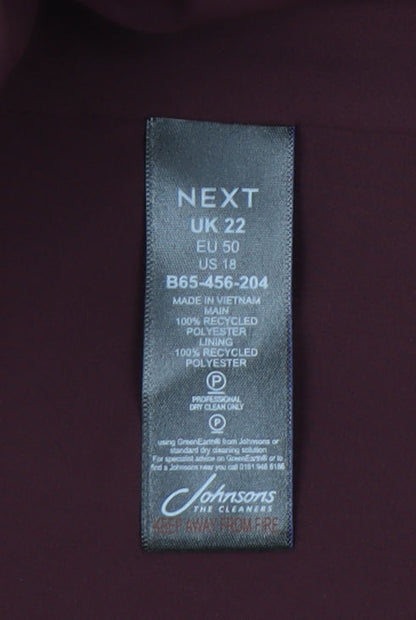 NEXT
UK 22
EU 50
US 18
B65-456-204
MADE IN VIETNAM
MAIN
100% RECYCLED
POLYESTER
LINING
100% RECYCLED
POLYESTER
P
PROFESSIONAL
DRY CLEAN ONLY
P
using GreenEarth® from Johnsons or
standard dry cleaning solution
For specialist advice on GreenEarth® or to
find a Johnsons near you call 0151 946 6186
Johnsons
THE CLEANERS
KEEP AWAY FROM FIRE